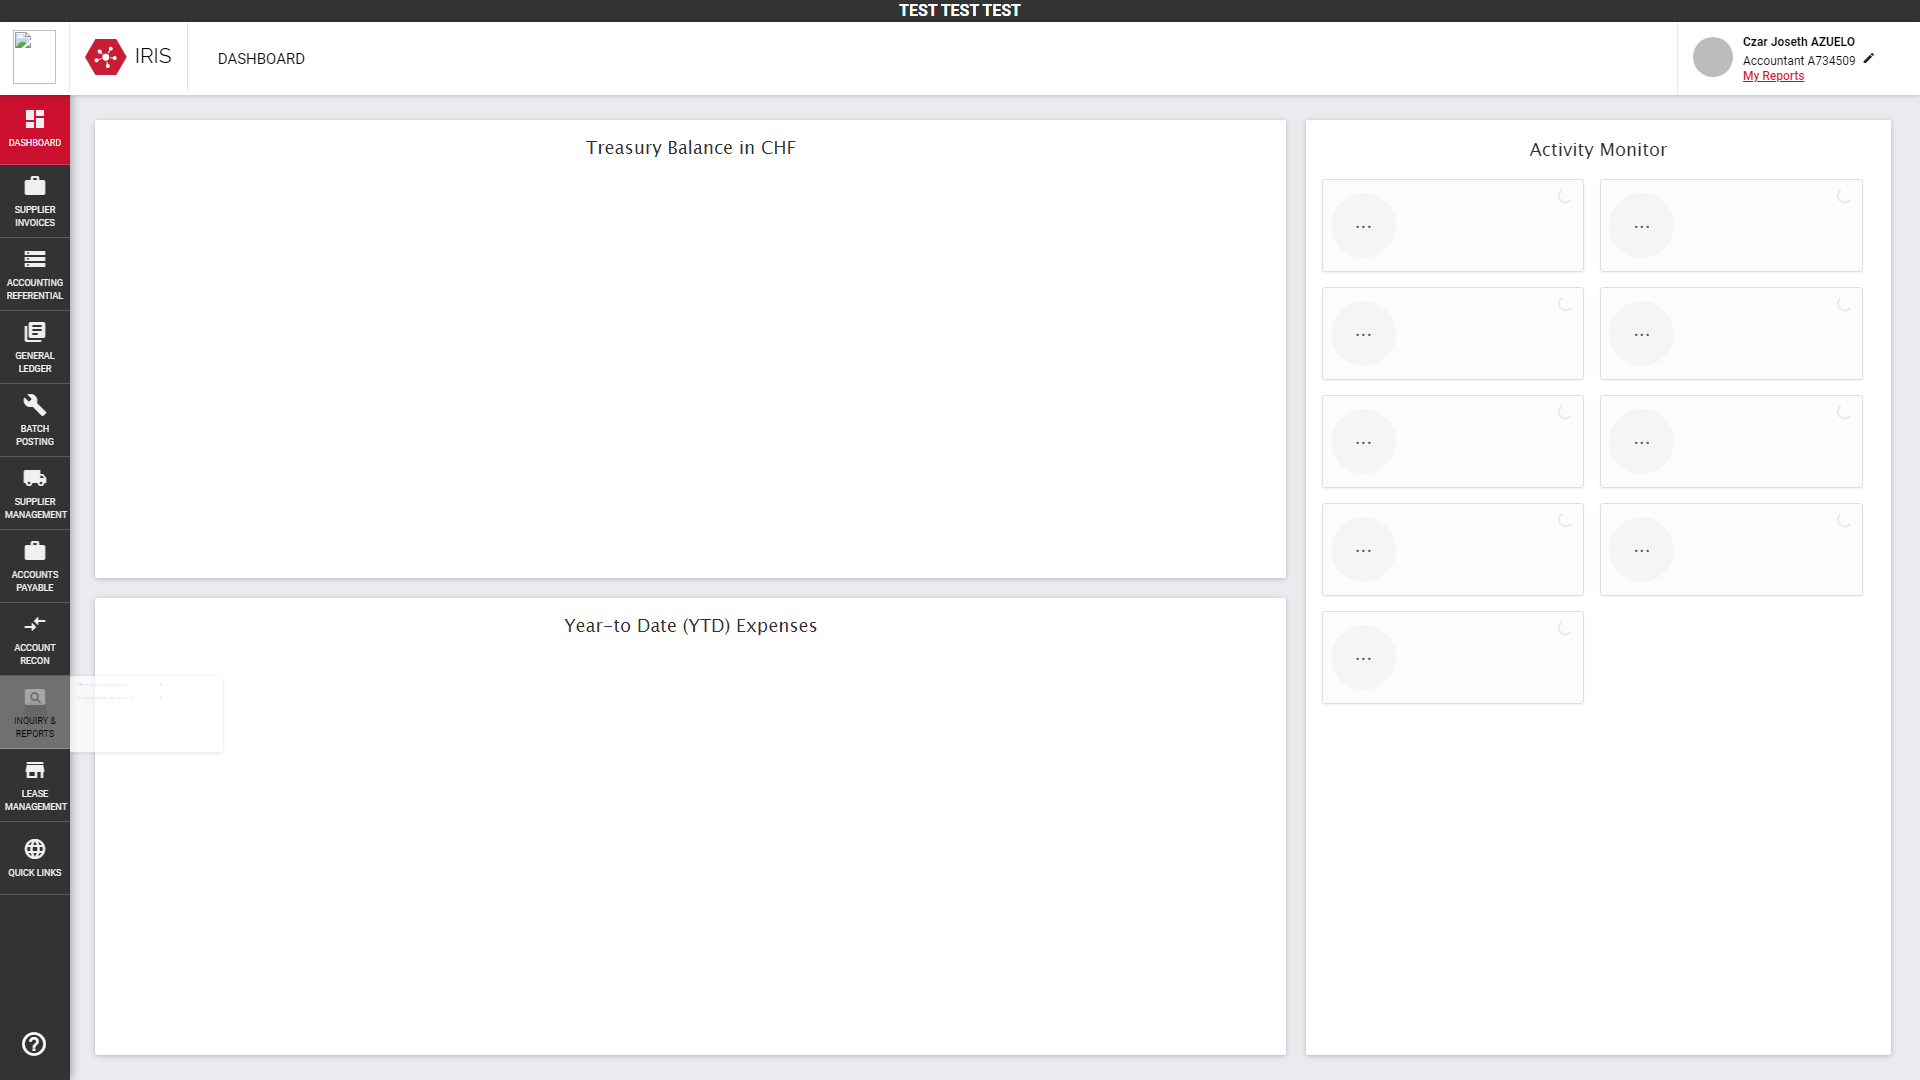 TEST TEST TEST
IRIS
DASHBOARD
Czar Joseth AZUELO
Accountant A734509
My Reports
DASHBOARD
SUPPLIER
INVOICES
ACCOUNTING
REFERENTIAL
GENERAL
LEDGER
BATCH
POSTING
SUPPLIER
MANAGEMENT
ACCOUNTS
PAYABLE
ACCOUNT
RECON
INQUIRY &
REPORTS
LEASE
MANAGEMENT
QUICK LINKS
Treasury Balance in CHF
Year-to Date (YTD) Expenses
Activity Monitor
... ...
... ...
... ...
... ...
...